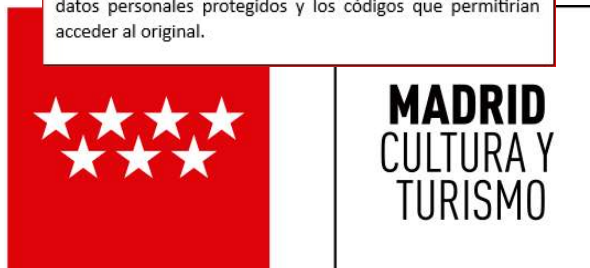 datos personales protegidos y los códigos que permitirían
acceder al original.
MADRID
CULTURA Y
TURISMO